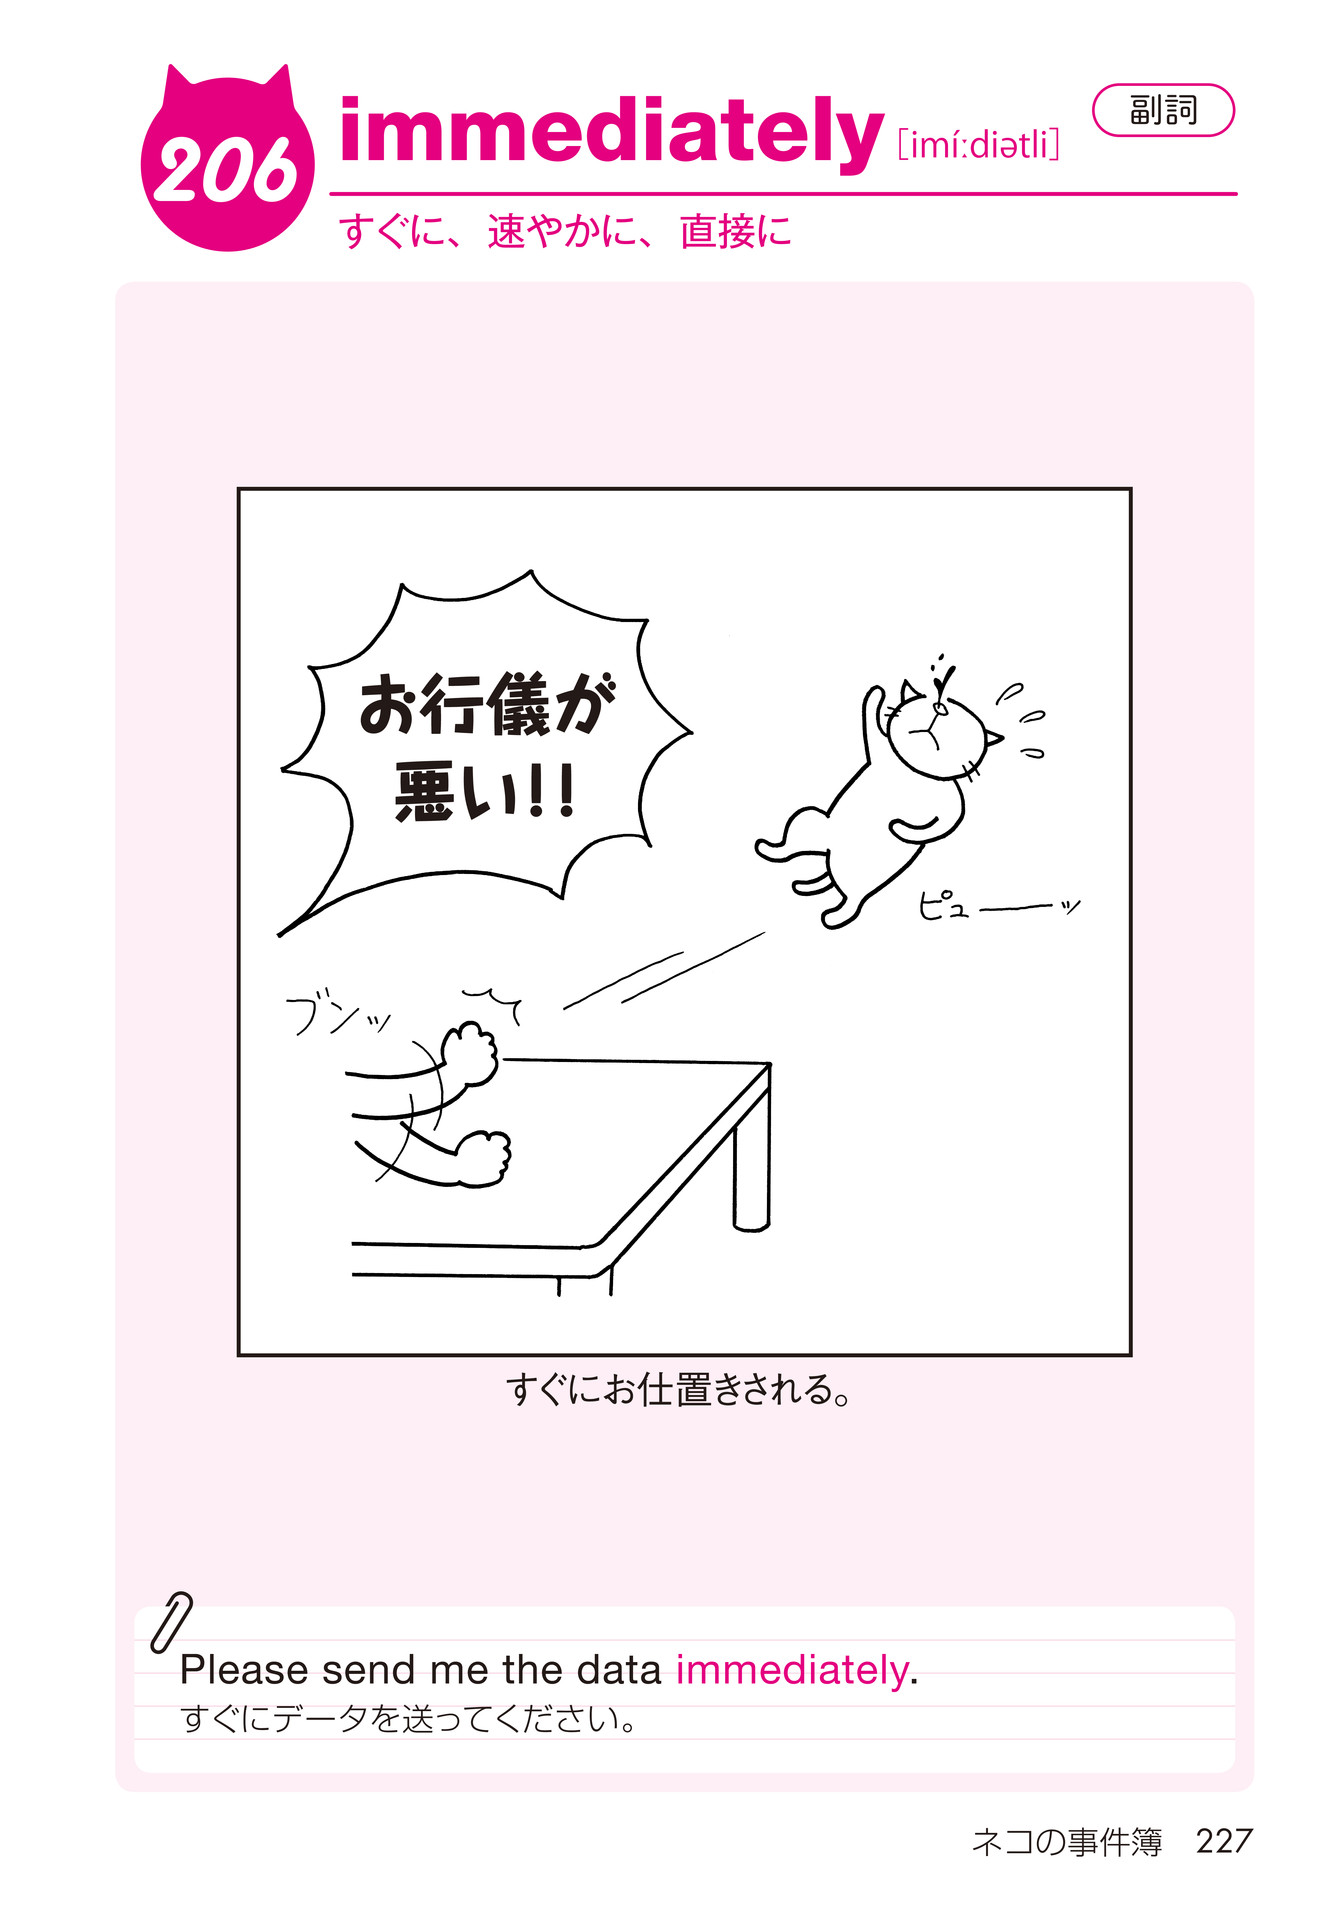 206
immediately [imíːdiətli]
副詞
すぐに、速やかに、直接に
お行儀が
悪い!!
ピューーッ
ブンッ
すぐにお仕置きされる。
Please send me the data immediately.
すぐにデータを送ってください。
ネコの事件簿 227